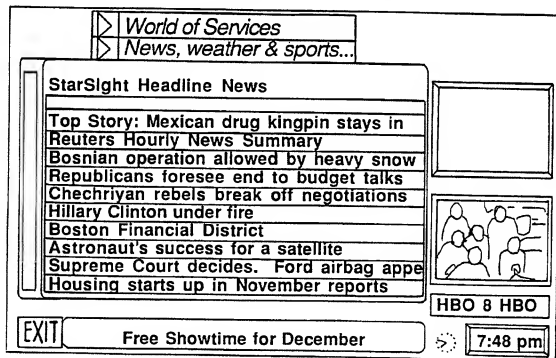 World of Services
News, weather & sports...
StarSight Headline News
Top Story: Mexican drug kingpin stays in
Reuters Hourly News Summary
Bosnian operation allowed by heavy snow
Republicans foresee end to budget talks
Chechriyan rebels break off negotiations
Hillary Clinton under fire
Boston Financial District
Astronaut's success for a satellite
Supreme Court decides. Ford airbag appe
Housing starts up in November reports
HBO 8 HBO
EXIT
Free Showtime for December
7:48 pm